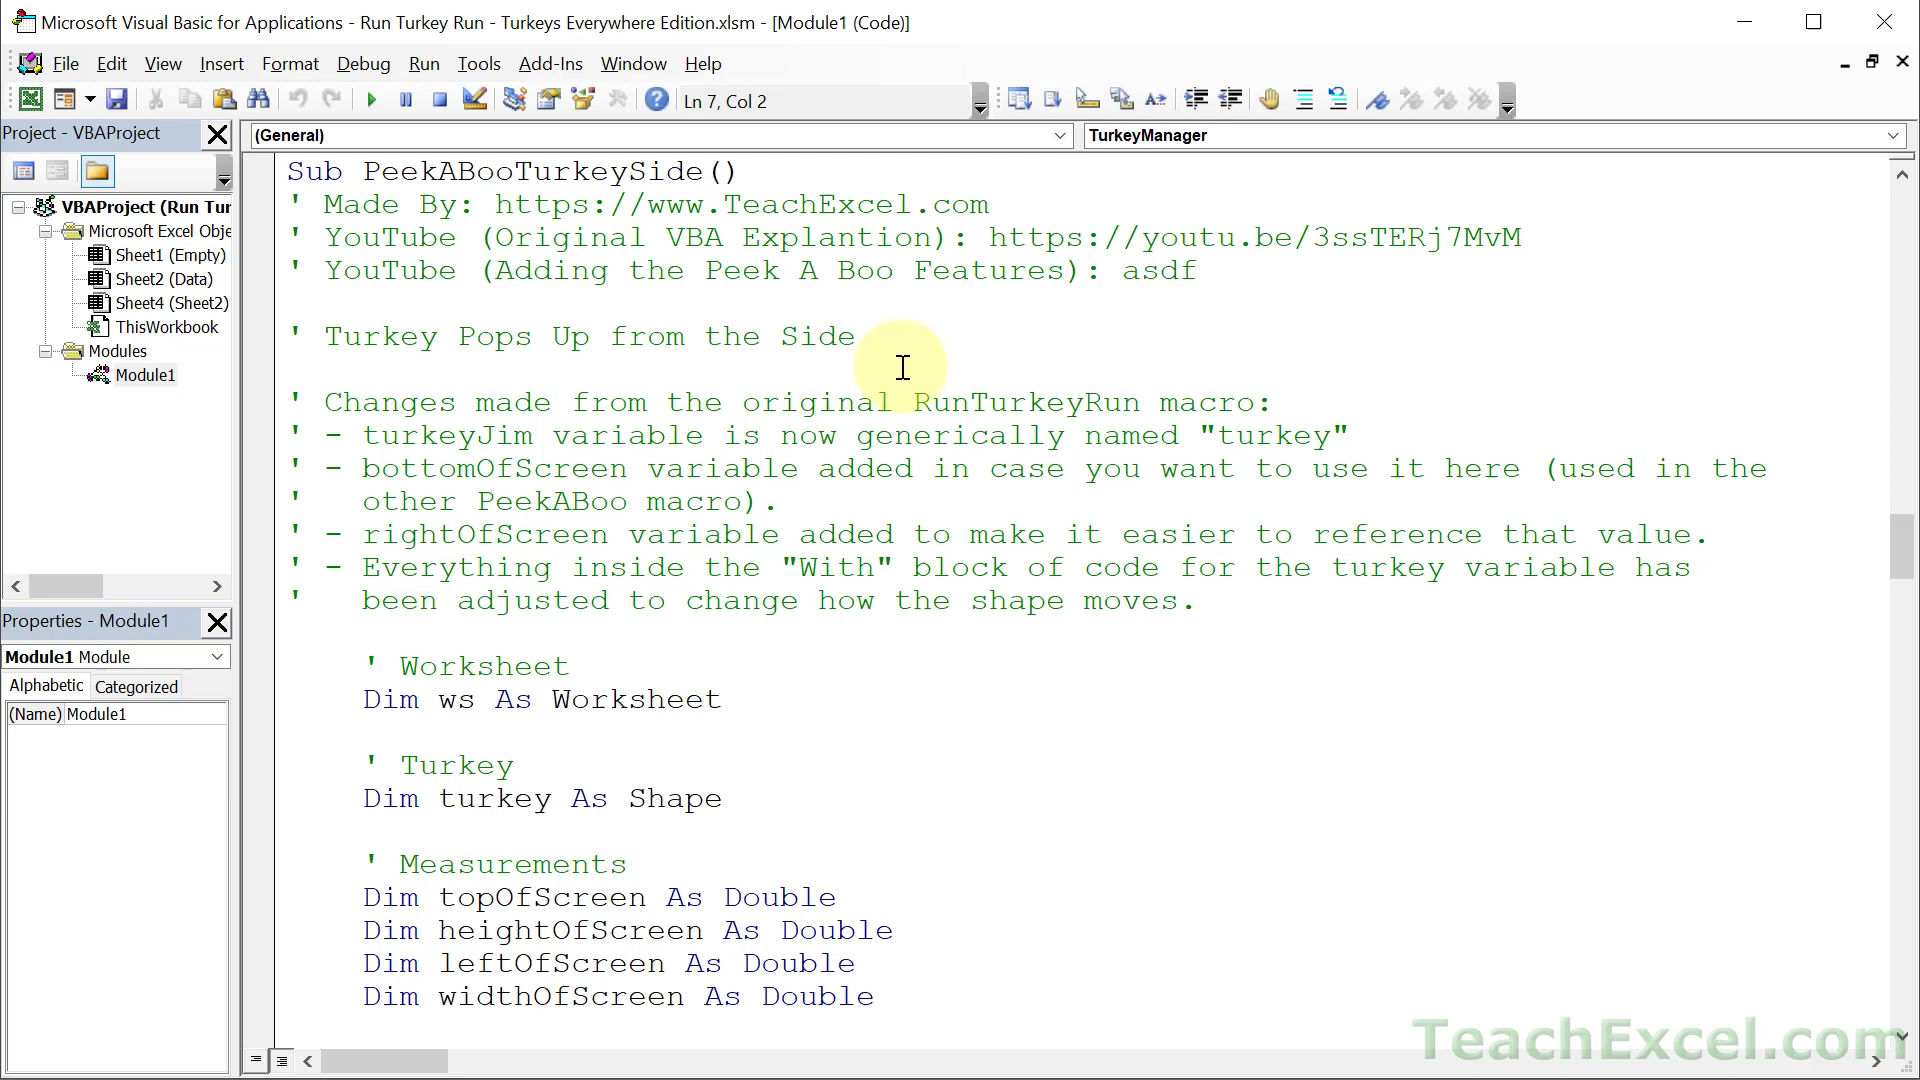 Microsoft Visual Basic for Applications - Run Turkey Run - Turkeys Everywhere Edition.xlsm - [Module1 (Code)]
File Edit View Insert Format Debug Run Tools Add-Ins Window Help
Ln 7, Col 2
Project - VBAProject
(General)
TurkeyManager
VBAProject (Run Tur
Microsoft Excel Obje
Sheet1 (Empty)
Sheet2 (Data)
Sheet4 (Sheet2)
ThisWorkbook
Modules
Module1
Properties - Module1
Module1 Module
Alphabetic Categorized
(Name) Module1
Sub PeekABooTurkeySide()
' Made By: https://www.TeachExcel.com
' YouTube (Original VBA Explantion): https://youtu.be/3ssTERj7MvM
' YouTube (Adding the Peek A Boo Features): asdf
' Turkey Pops Up from the Side
' Changes made from the original RunTurkeyRun macro:
' - turkeyJim variable is now generically named "turkey"
' - bottomOfScreen variable added in case you want to use it here (used in the
'   other PeekABoo macro).
' - rightOfScreen variable added to make it easier to reference that value.
' - Everything inside the "With" block of code for the turkey variable has
'   been adjusted to change how the shape moves.
' Worksheet
Dim ws As Worksheet
' Turkey
Dim turkey As Shape
' Measurements
Dim topOfScreen As Double
Dim heightOfScreen As Double
Dim leftOfScreen As Double
Dim widthOfScreen As Double
TeachExcel.com